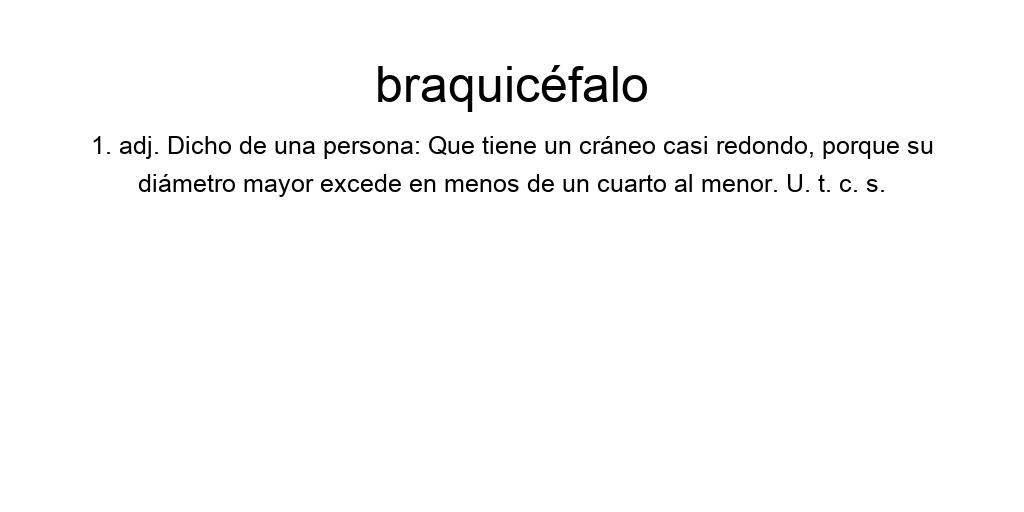 braquicéfalo
1. adj. Dicho de una persona: Que tiene un cráneo casi redondo, porque su
diámetro mayor excede en menos de un cuarto al menor. U. t. c. s.